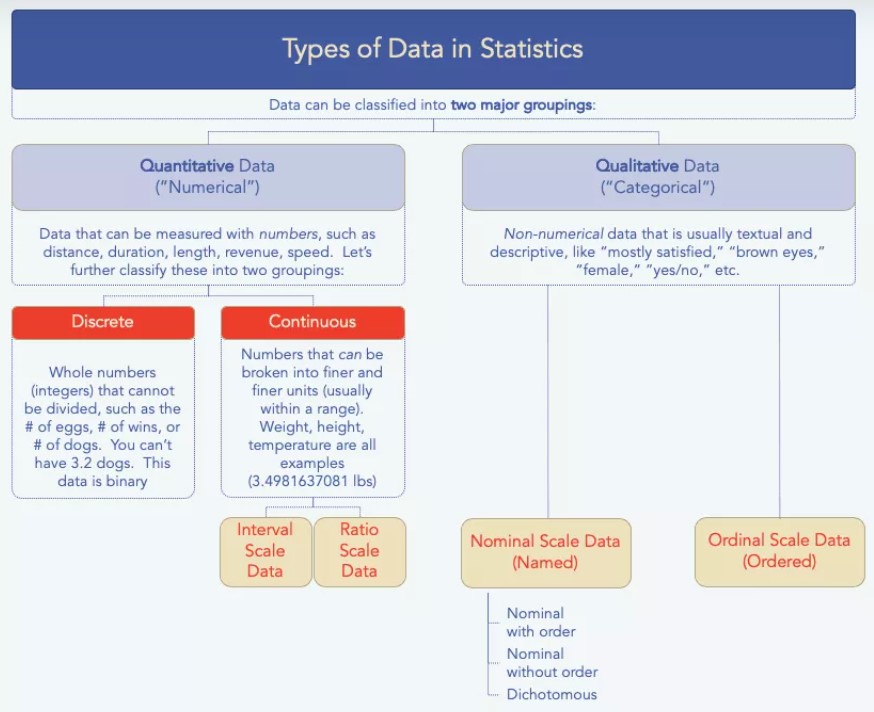 Types of Data in Statistics
Data can be classified into two major groupings:
Quantitative Data
("Numerical")
Data that can be measured with numbers, such as
distance, duration, length, revenue, speed. Let's
further classify these into two groupings:
Qualitative Data
("Categorical")
Non-numerical data that is usually textual and
descriptive, like "mostly satisfied," "brown eyes,"
"female," "yes/no," etc.
Discrete
Whole numbers
(integers) that cannot
be divided, such as the
# of eggs, # of wins, or
# of dogs. You can't
have 3.2 dogs. This
data is binary
Continuous
Numbers that can be
broken into finer and
finer units (usually
within a range).
Weight, height,
temperature are all
examples
(3.4981637081 lbs)
Interval
Scale
Data
Ratio
Scale
Data
Nominal Scale Data
(Named)
Nominal
with order
Nominal
without order
Dichotomous
Ordinal Scale Data
(Ordered)